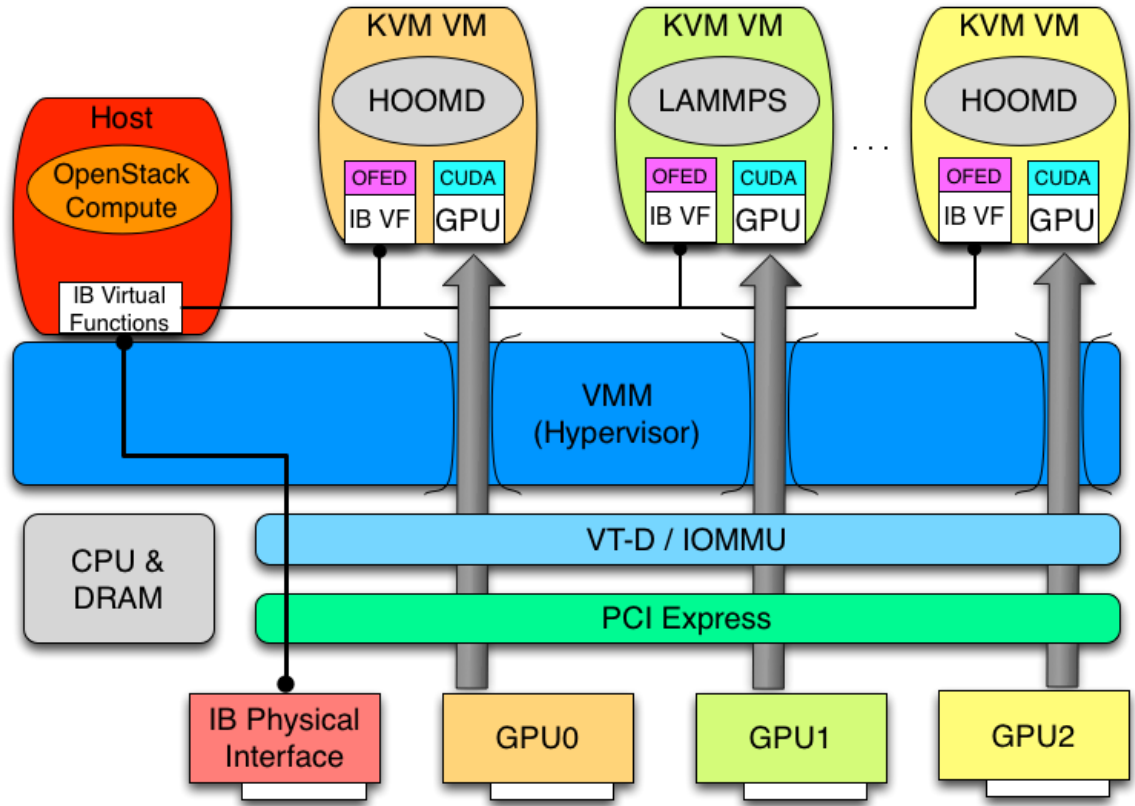 KVM VM
KVM VM
KVM VM
HOOMD
LAMMPS
HOOMD
Host
OpenStack
Compute
. . .
OFED
CUDA
OFED
CUDA
OFED
CUDA
IB VF
GPU
IB VF
GPU
IB VF
GPU
IB Virtual
Functions
VMM
(Hypervisor)
VT-D / IOMMU
CPU &
DRAM
PCI Express
IB Physical
Interface
GPU0
GPU1
GPU2